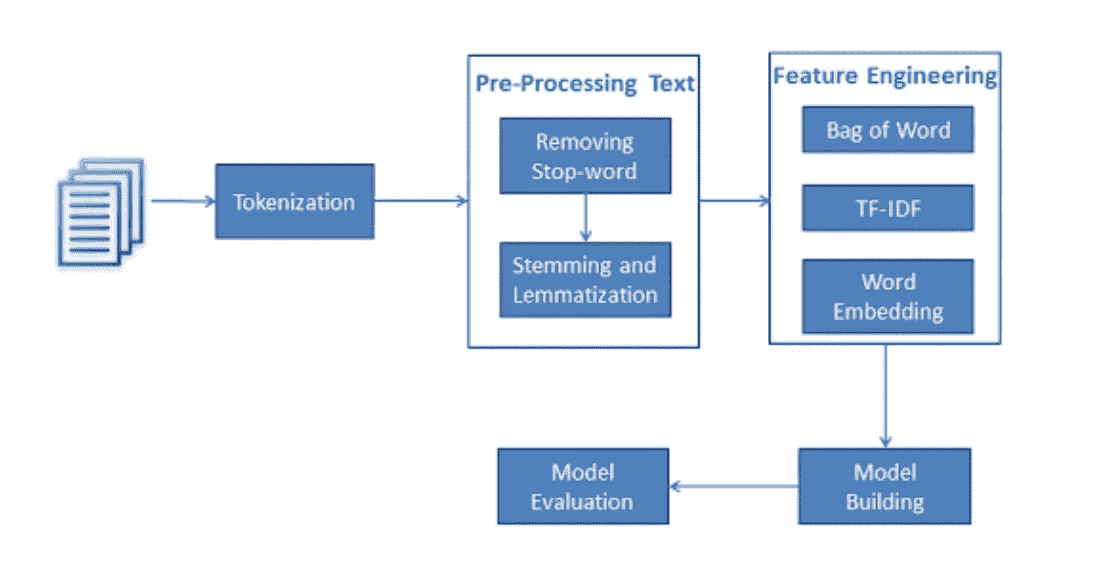 Tokenization
Pre-Processing Text
Removing
Stop-word
Stemming and
Lemmatization
Feature Engineering
Bag of Word
TF-IDF
Word
Embedding
Model
Building
Model
Evaluation